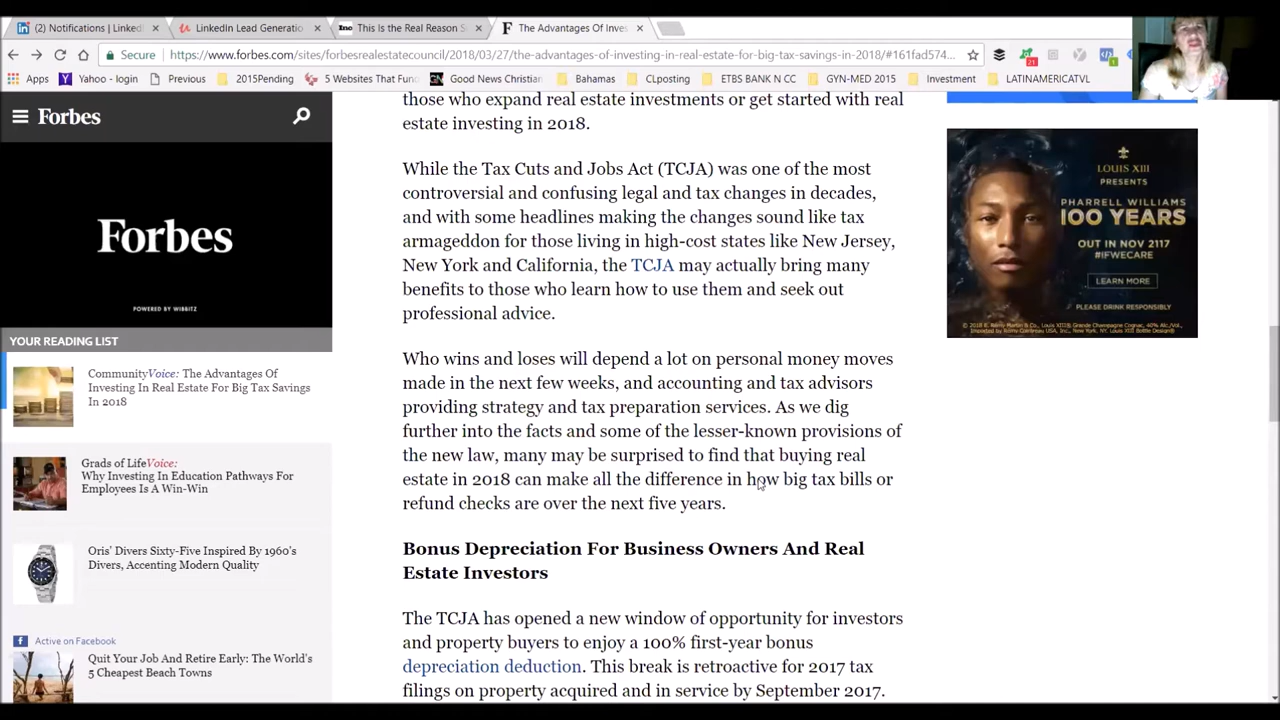 (2) Notifications | Linked
LinkedIn Lead Generatio
Inc
This Is the Real Reason S
The Advantages Of Inves
Secure
https://www.forbes.com/sites/forbesrealestatecouncil/2018/03/27/the-advantages-of-investing-in-real-estate-for-big-tax-savings-in-2018/#161fad574...
21
1
Apps
Yahoo - login
Previous
2015Pending
5 Websites That Fun
Good News Christian
Bahamas
CLposting
ETBS BANK N CC
GYN-MED 2015
Investment
LATINAMERICATVL
Forbes
Forbes
POWERED BY WIBBITZ
YOUR READING LIST
CommunityVoice: The Advantages Of
Investing In Real Estate For Big Tax Savings
In 2018
Grads of LifeVoice:
Why Investing In Education Pathways For
Employees Is A Win-Win
Oris' Divers Sixty-Five Inspired By 1960's
Divers, Accenting Modern Quality
Active on Facebook
Quit Your Job And Retire Early: The World's
5 Cheapest Beach Towns
those who expand real estate investments or get started with real
estate investing in 2018.
While the Tax Cuts and Jobs Act (TCJA) was one of the most
controversial and confusing legal and tax changes in decades,
and with some headlines making the changes sound like tax
armageddon for those living in high-cost states like New Jersey,
New York and California, the TCJA may actually bring many
benefits to those who learn how to use them and seek out
professional advice.
Who wins and loses will depend a lot on personal money moves
made in the next few weeks, and accounting and tax advisors
providing strategy and tax preparation services. As we dig
further into the facts and some of the lesser-known provisions of
the new law, many may be surprised to find that buying real
estate in 2018 can make all the difference in how big tax bills or
refund checks are over the next five years.
Bonus Depreciation For Business Owners And Real
Estate Investors
The TCJA has opened a new window of opportunity for investors
and property buyers to enjoy a 100% first-year bonus
depreciation deduction. This break is retroactive for 2017 tax
filings on property acquired and in service by September 2017.
LOUIS XIII
PRESENTS
PHARRELL WILLIAMS
100 YEARS
OUT IN NOV 2117
#IFWECARE
LEARN MORE
PLEASE DRINK RESPONSIBLY